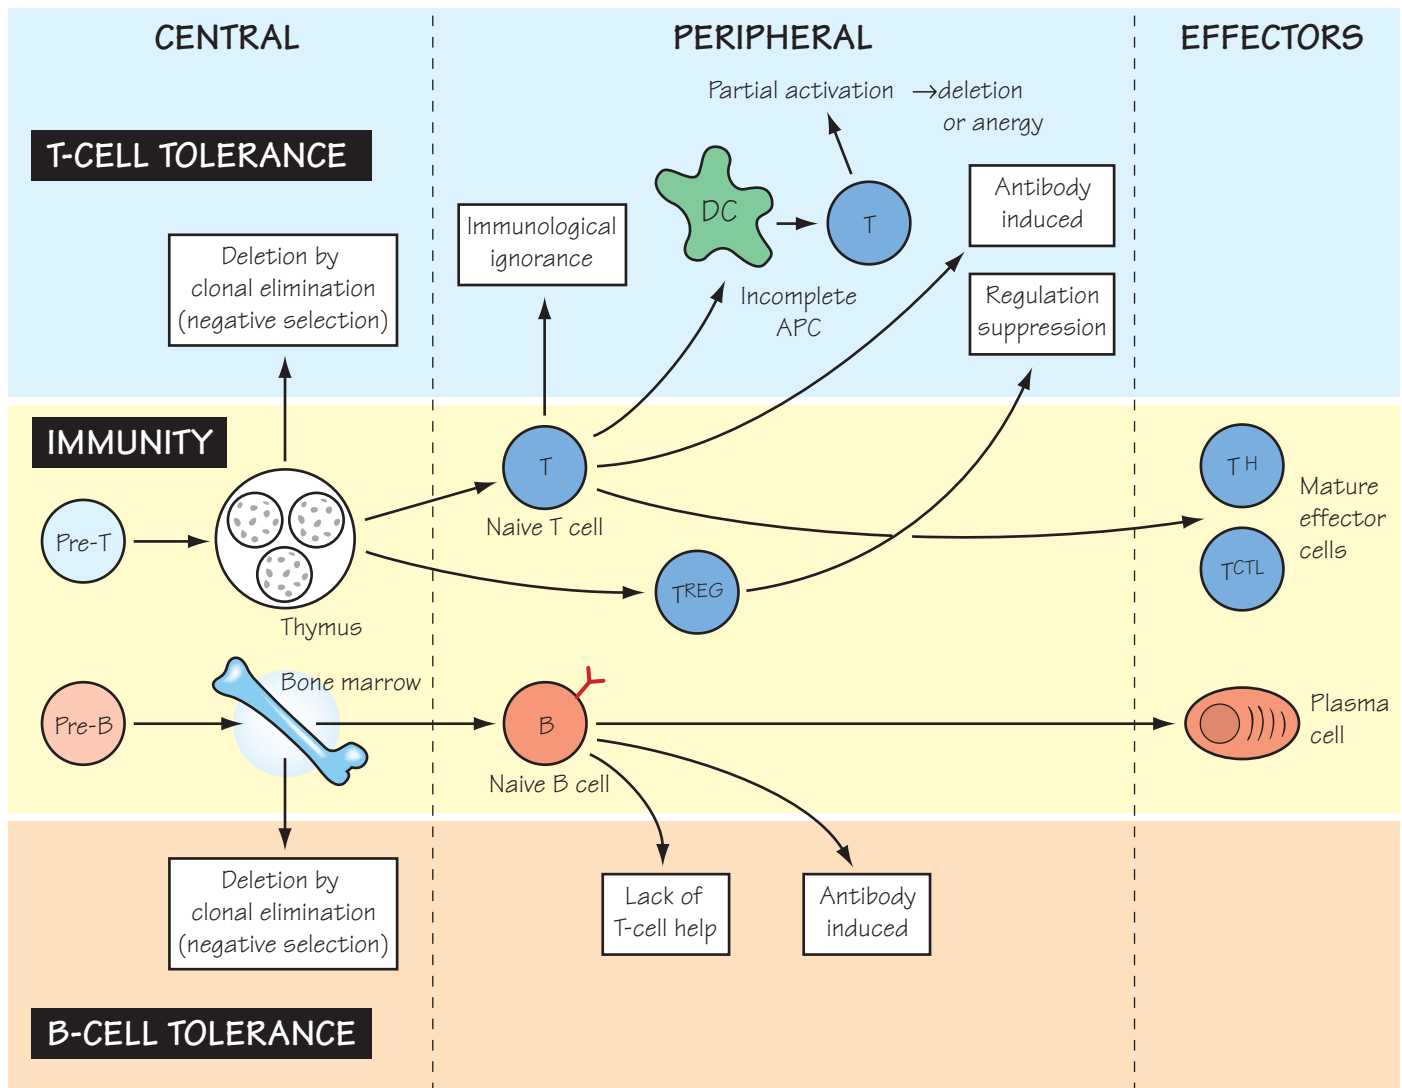 CENTRAL
PERIPHERAL
EFFECTORS
Partial activation →deletion
or anergy
T-CELL TOLERANCE
Deletion by
clonal elimination
(negative selection)
Immunological
ignorance
DC
T
Incomplete
APC
Antibody
induced
Regulation
suppression
IMMUNITY
Pre-T
Thymus
T
Naive T cell
TREG
TH
TCTL
Mature
effector
cells
Pre-B
Bone marrow
B
Naive B cell
Plasma
cell
Deletion by
clonal elimination
(negative selection)
Lack of
T-cell help
Antibody
induced
B-CELL TOLERANCE